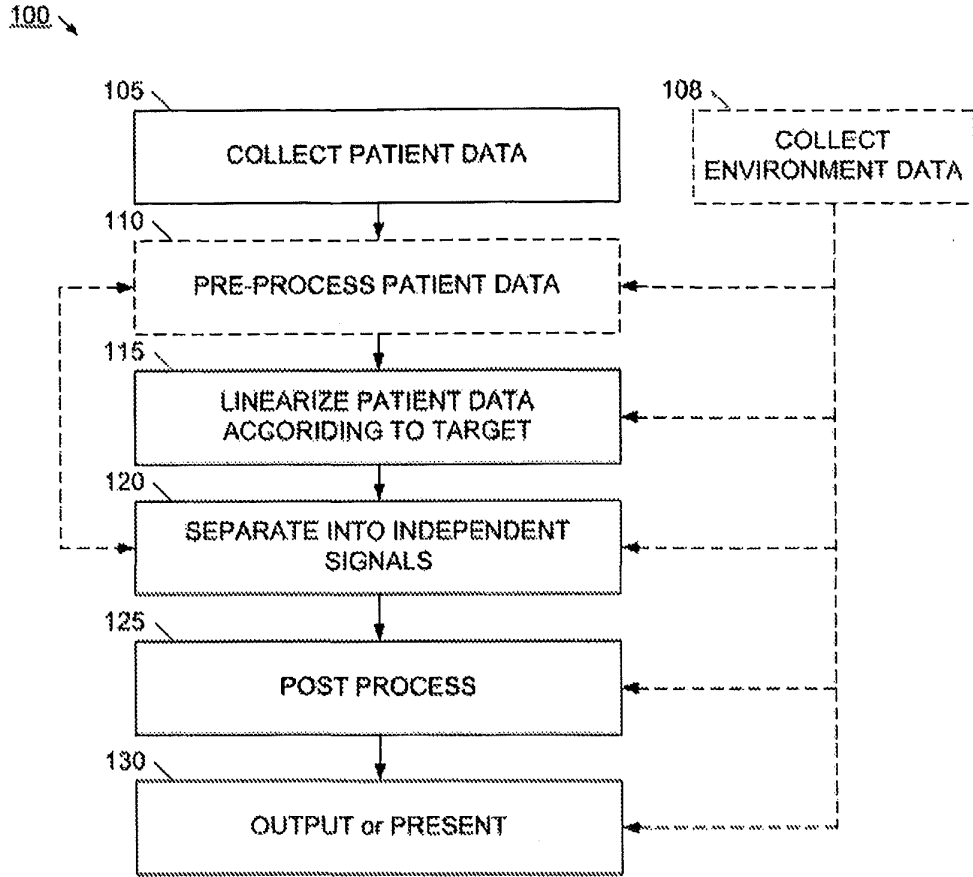 100
105
COLLECT PATIENT DATA
108
COLLECT
ENVIRONMENT DATA
110
PRE-PROCESS PATIENT DATA
115
LINEARIZE PATIENT DATA
ACCORIDING TO TARGET
120
SEPARATE INTO INDEPENDENT
SIGNALS
125
POST PROCESS
130
OUTPUT or PRESENT